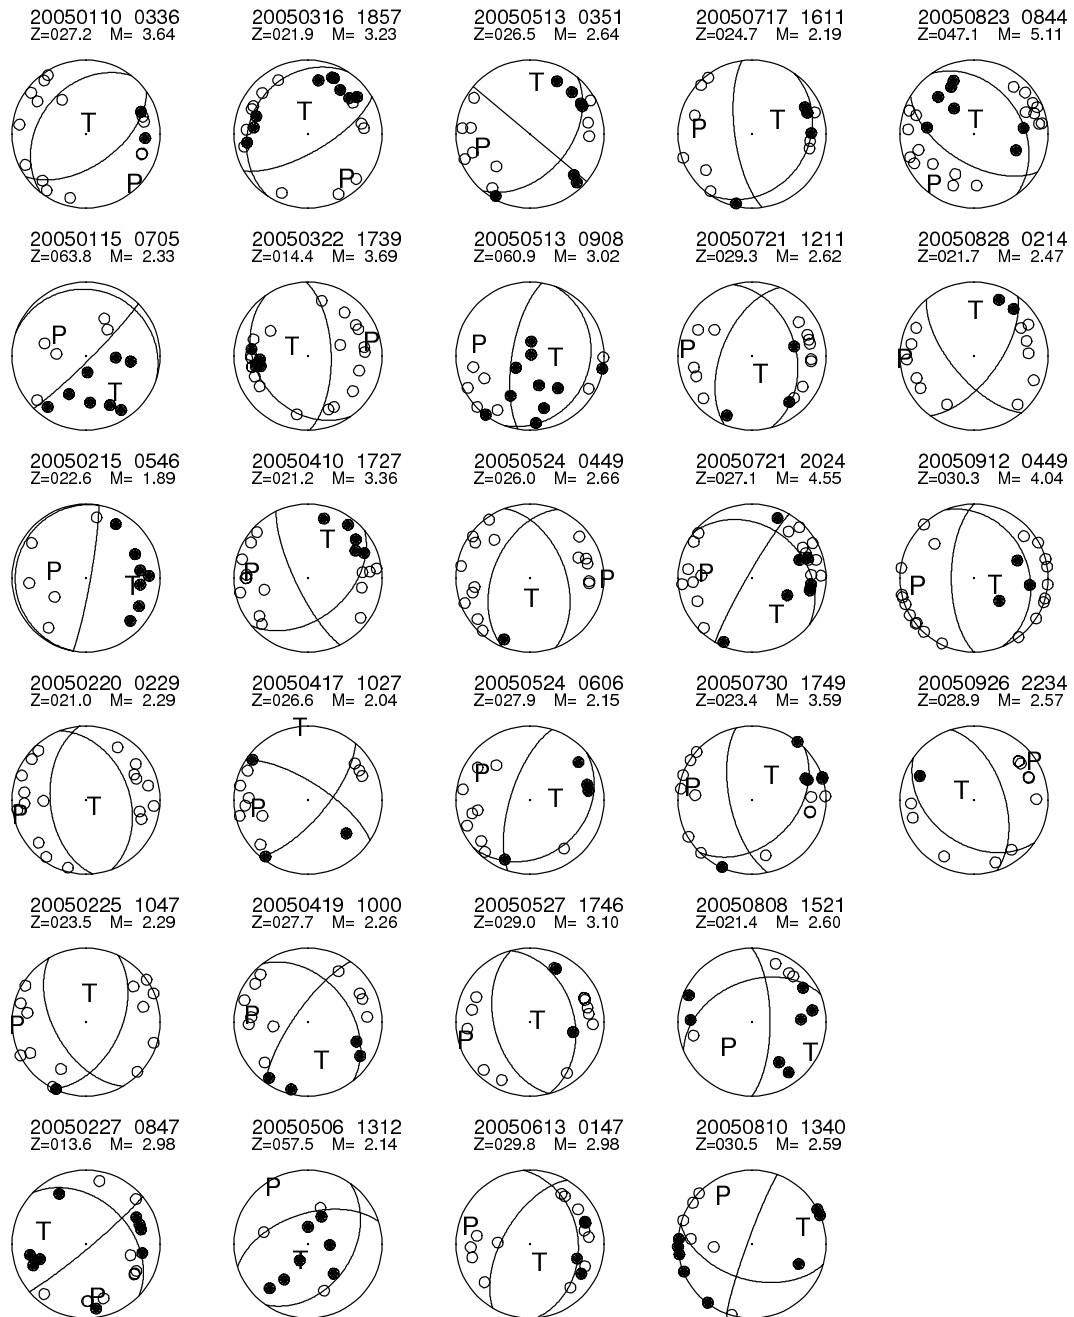 20050110 0336
Z=027.2 M= 3.64
T
P
20050316 1857
Z=021.9 M= 3.23
T
P
20050513 0351
Z=026.5 M= 2.64
T
P
20050717 1611
Z=024.7 M= 2.19
T
P
20050823 0844
Z=047.1 M= 5.11
T
P
20050115 0705
Z=063.8 M= 2.33
P
T
20050322 1739
Z=014.4 M= 3.69
P
T
20050513 0908
Z=060.9 M= 3.02
P
T
20050721 1211
Z=029.3 M= 2.62
P
T
20050828 0214
Z=021.7 M= 2.47
T
P
20050215 0546
Z=022.6 M= 1.89
P
T
20050410 1727
Z=021.2 M= 3.36
T
P
20050524 0449
Z=026.0 M= 2.66
P
T
20050721 2024
Z=027.1 M= 4.55
P
T
20050912 0449
Z=030.3 M= 4.04
P
T
20050220 0229
Z=021.0 M= 2.29
T
P
20050417 1027
Z=026.6 M= 2.04
T
P
20050524 0606
Z=027.9 M= 2.15
P
T
20050730 1749
Z=023.4 M= 3.59
T
P
20050926 2234
Z=028.9 M= 2.57
P
T
20050225 1047
Z=023.5 M= 2.29
T
P
20050419 1000
Z=027.7 M= 2.26
P
T
20050527 1746
Z=029.0 M= 3.10
T
P
20050808 1521
Z=021.4 M= 2.60
P
T
20050227 0847
Z=013.6 M= 2.98
T
P
20050506 1312
Z=057.5 M= 2.14
P
T
20050613 0147
Z=029.8 M= 2.98
P
T
20050810 1340
Z=030.5 M= 2.59
P
T